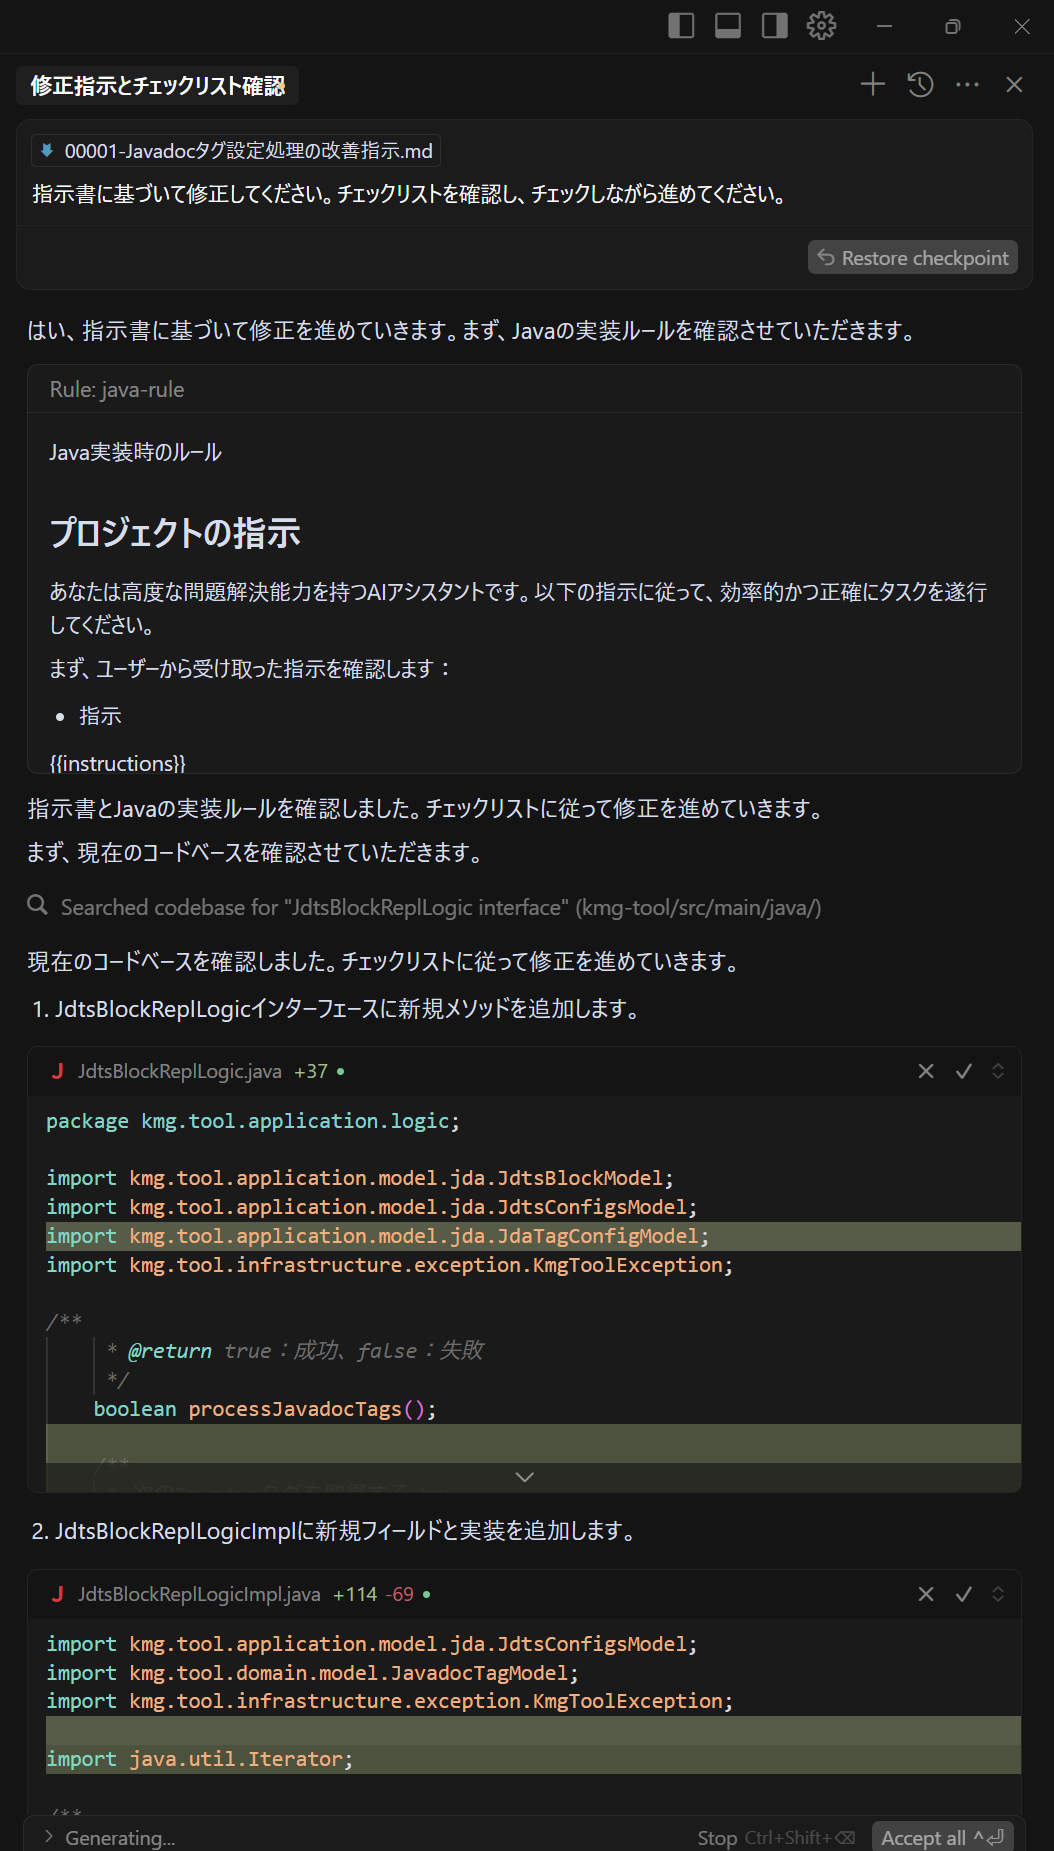 修正指示とチェックリスト確認
00001-Javadocタグ設定処理の改善指示.md
指示書に基づいて修正してください。チェックリストを確認し、チェックしながら進めてください。
Restore checkpoint
はい、指示書に基づいて修正を進めていきます。まず、Javaの実装ルールを確認させていただきます。
Rule: java-rule
Java実装時のルール
プロジェクトの指示
あなたは高度な問題解決能力を持つAIアシスタントです。以下の指示に従って、効率的かつ正確にタスクを遂行
してください。
まず、ユーザーから受け取った指示を確認します：
• 指示
{{instructions}}
指示書とJavaの実装ルールを確認しました。チェックリストに従って修正を進めていきます。
まず、現在のコードベースを確認させていただきます。
Searched codebase for "JdtsBlockReplLogic interface" (kmg-tool/src/main/java/)
現在のコードベースを確認しました。チェックリストに従って修正を進めていきます。
1. JdtsBlockReplLogicインターフェースに新規メソッドを追加します。
J JdtsBlockReplLogic.java +37
package kmg.tool.application.logic;
import kmg.tool.application.model.jda.JdtsBlockModel;
import kmg.tool.application.model.jda.JdtsConfigsModel;
import kmg.tool.application.model.jda.JdaTagConfigModel;
import kmg.tool.infrastructure.exception.KmgToolException;
/**
* @return true：成功、false：失敗
*/
boolean processJavadocTags();
/**
2. JdtsBlockReplLogicImplに新規フィールドと実装を追加します。
J JdtsBlockReplLogicImpl.java +114 -69
import kmg.tool.application.model.jda.JdtsConfigsModel;
import kmg.tool.domain.model.JavadocTagModel;
import kmg.tool.infrastructure.exception.KmgToolException;
import java.util.Iterator;
/**
Generating... Stop Ctrl+Shift+⌫ Accept all ^⏎